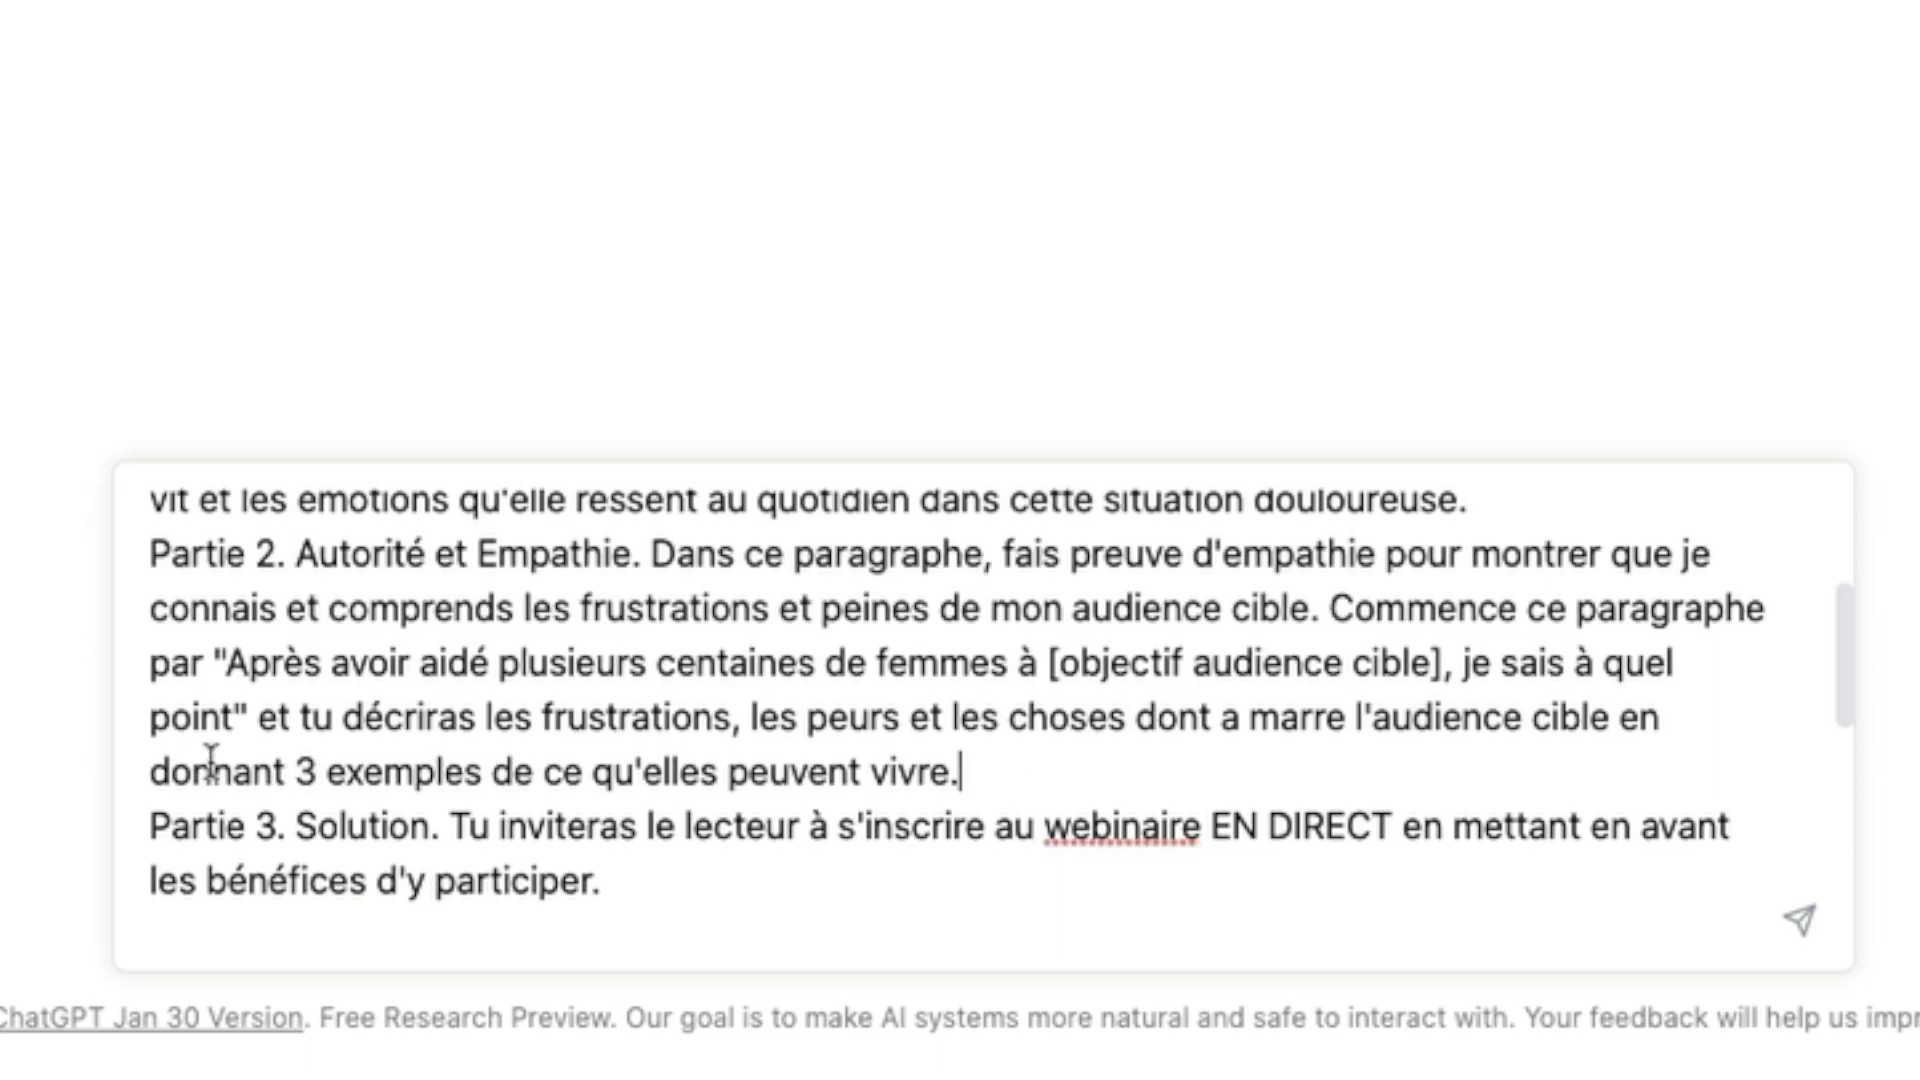 vit et les émotions qu'elle ressent au quotidien dans cette situation douloureuse.
Partie 2. Autorité et Empathie. Dans ce paragraphe, fais preuve d'empathie pour montrer que je
connais et comprends les frustrations et peines de mon audience cible. Commence ce paragraphe
par "Après avoir aidé plusieurs centaines de femmes à [objectif audience cible], je sais à quel
point" et tu décriras les frustrations, les peurs et les choses dont a marre l'audience cible en
donnant 3 exemples de ce qu'elles peuvent vivre.
Partie 3. Solution. Tu inviteras le lecteur à s'inscrire au webinaire EN DIRECT en mettant en avant
les bénéfices d'y participer.
ChatGPT Jan 30 Version. Free Research Preview. Our goal is to make AI systems more natural and safe to interact with. Your feedback will help us impr